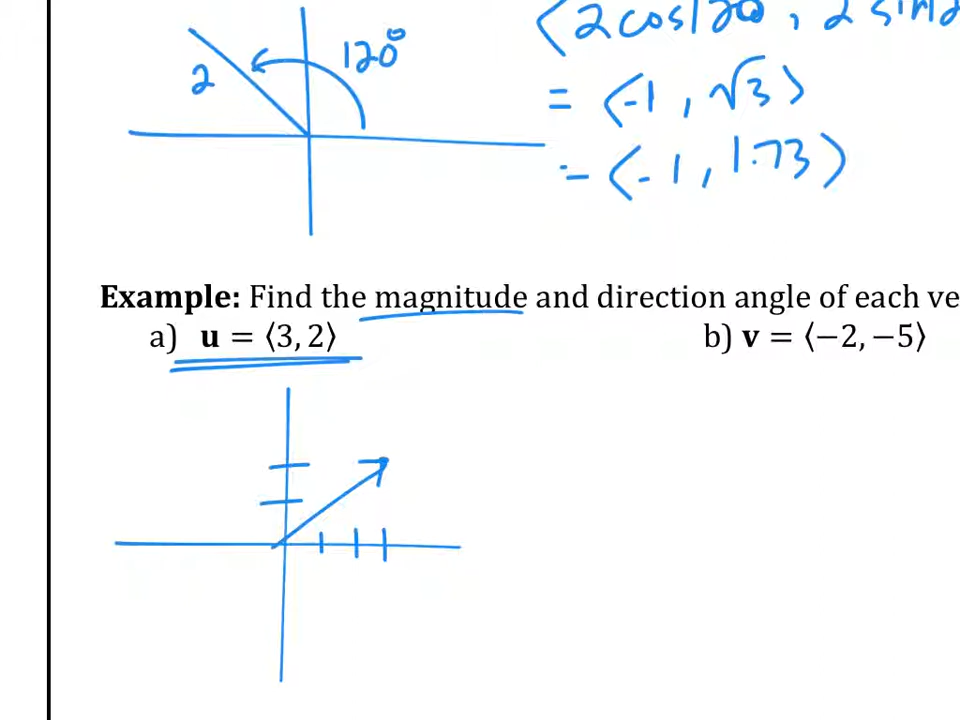 ⟨2cos120, 2 sin12
120°
2
= ⟨-1, √3⟩
= ⟨-1, 1.73⟩
Example: Find the magnitude and direction angle of each ve
a) u = ⟨3, 2⟩ b) v = ⟨−2, −5⟩